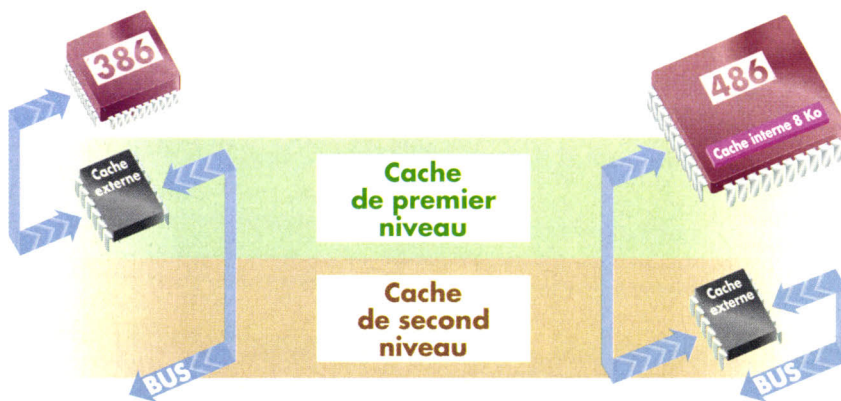 386
486
Cache interne 8 Ko
Cache
externe
Cache
de premier
niveau
Cache
de second
niveau
Cache
externe
BUS
BUS